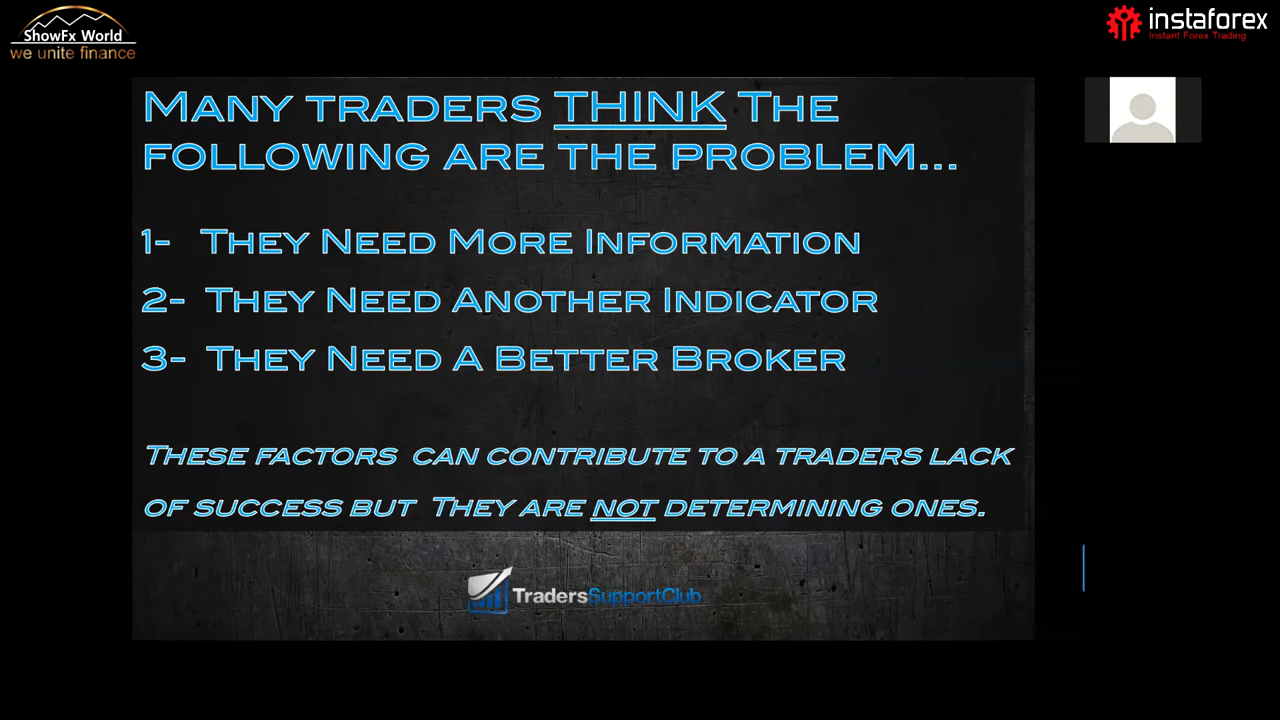 ShowFx World
we unite finance
instaforex
Instant Forex Trading
MANY TRADERS THINK THE
FOLLOWING ARE THE PROBLEM...
1- THEY NEED MORE INFORMATION
2- THEY NEED ANOTHER INDICATOR
3- THEY NEED A BETTER BROKER
THESE FACTORS CAN CONTRIBUTE TO A TRADERS LACK
OF SUCCESS BUT THEY ARE NOT DETERMINING ONES.
TradersSupportClub